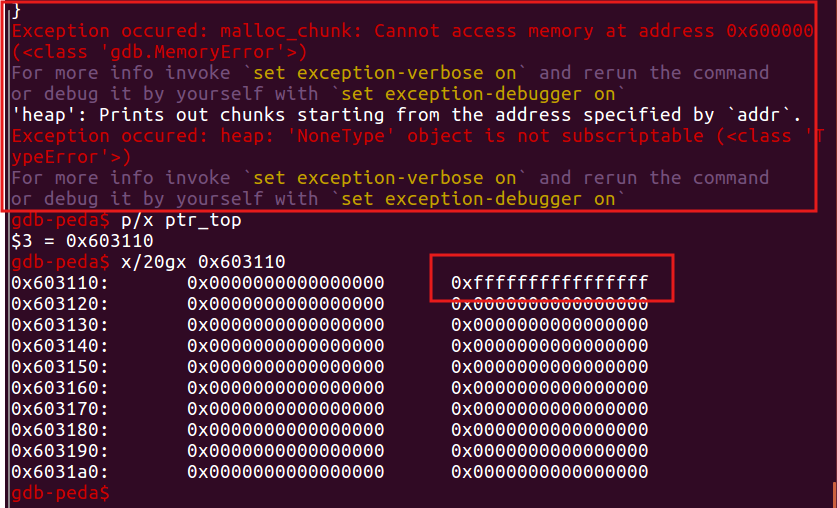 }
Exception occured: malloc_chunk: Cannot access memory at address 0x600000
(<class 'gdb.MemoryError'>)
For more info invoke `set exception-verbose on` and rerun the command
or debug it by yourself with `set exception-debugger on`
'heap': Prints out chunks starting from the address specified by `addr`.
Exception occured: heap: 'NoneType' object is not subscriptable (<class 'T
ypeError'>)
For more info invoke `set exception-verbose on` and rerun the command
or debug it by yourself with `set exception-debugger on`
gdb-peda$ p/x ptr_top
$3 = 0x603110
gdb-peda$ x/20gx 0x603110
0x603110: 0x0000000000000000 0xffffffffffffffff
0x603120: 0x0000000000000000 0x0000000000000000
0x603130: 0x0000000000000000 0x0000000000000000
0x603140: 0x0000000000000000 0x0000000000000000
0x603150: 0x0000000000000000 0x0000000000000000
0x603160: 0x0000000000000000 0x0000000000000000
0x603170: 0x0000000000000000 0x0000000000000000
0x603180: 0x0000000000000000 0x0000000000000000
0x603190: 0x0000000000000000 0x0000000000000000
0x6031a0: 0x0000000000000000 0x0000000000000000
gdb-peda$